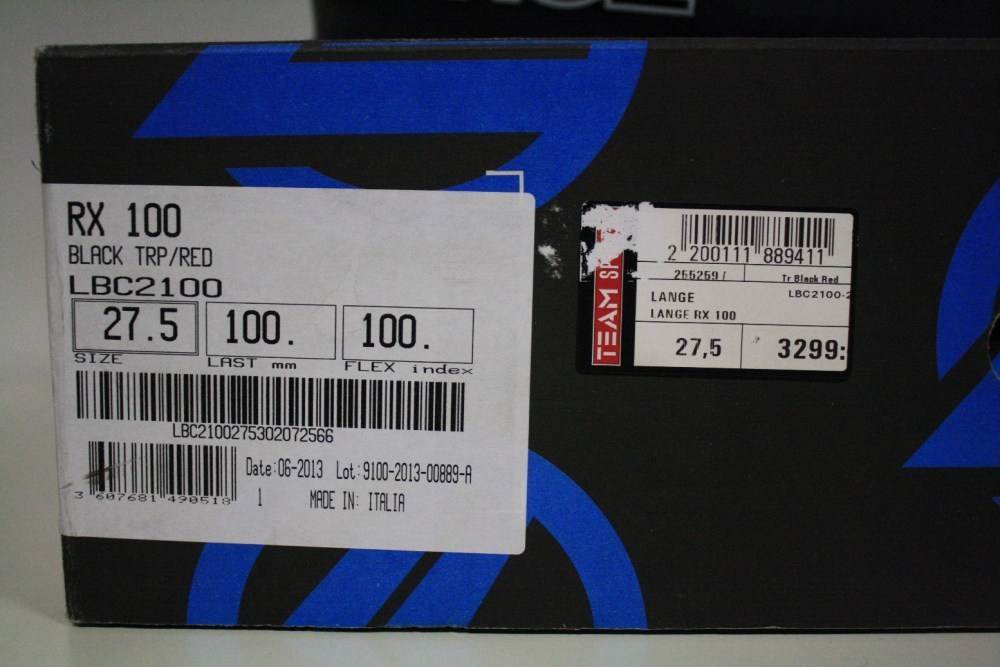 RX 100
BLACK TRP/RED
LBC2100
27.5 100. 100.
SIZE LAST mm FLEX index
LBC2100275302072566
Date:06-2013 Lot:9100-2013-00889-A
3 607681 490518 1 MADE IN: ITALIA
2 200111 889411
255259/ Tr Black Red
LANGE LBC2100-2
LANGE RX 100
27,5 3299:
TEAM